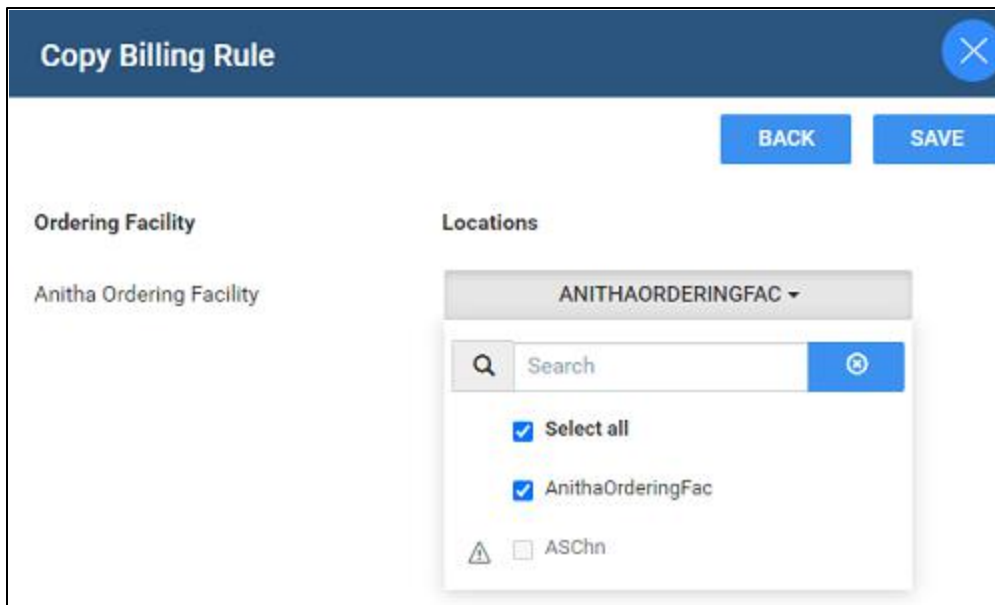 Copy Billing Rule
BACK SAVE
Ordering Facility Locations
Anitha Ordering Facility ANITHAORDERINGFAC
Search
Select all
AnithaOrderingFac
ASChn